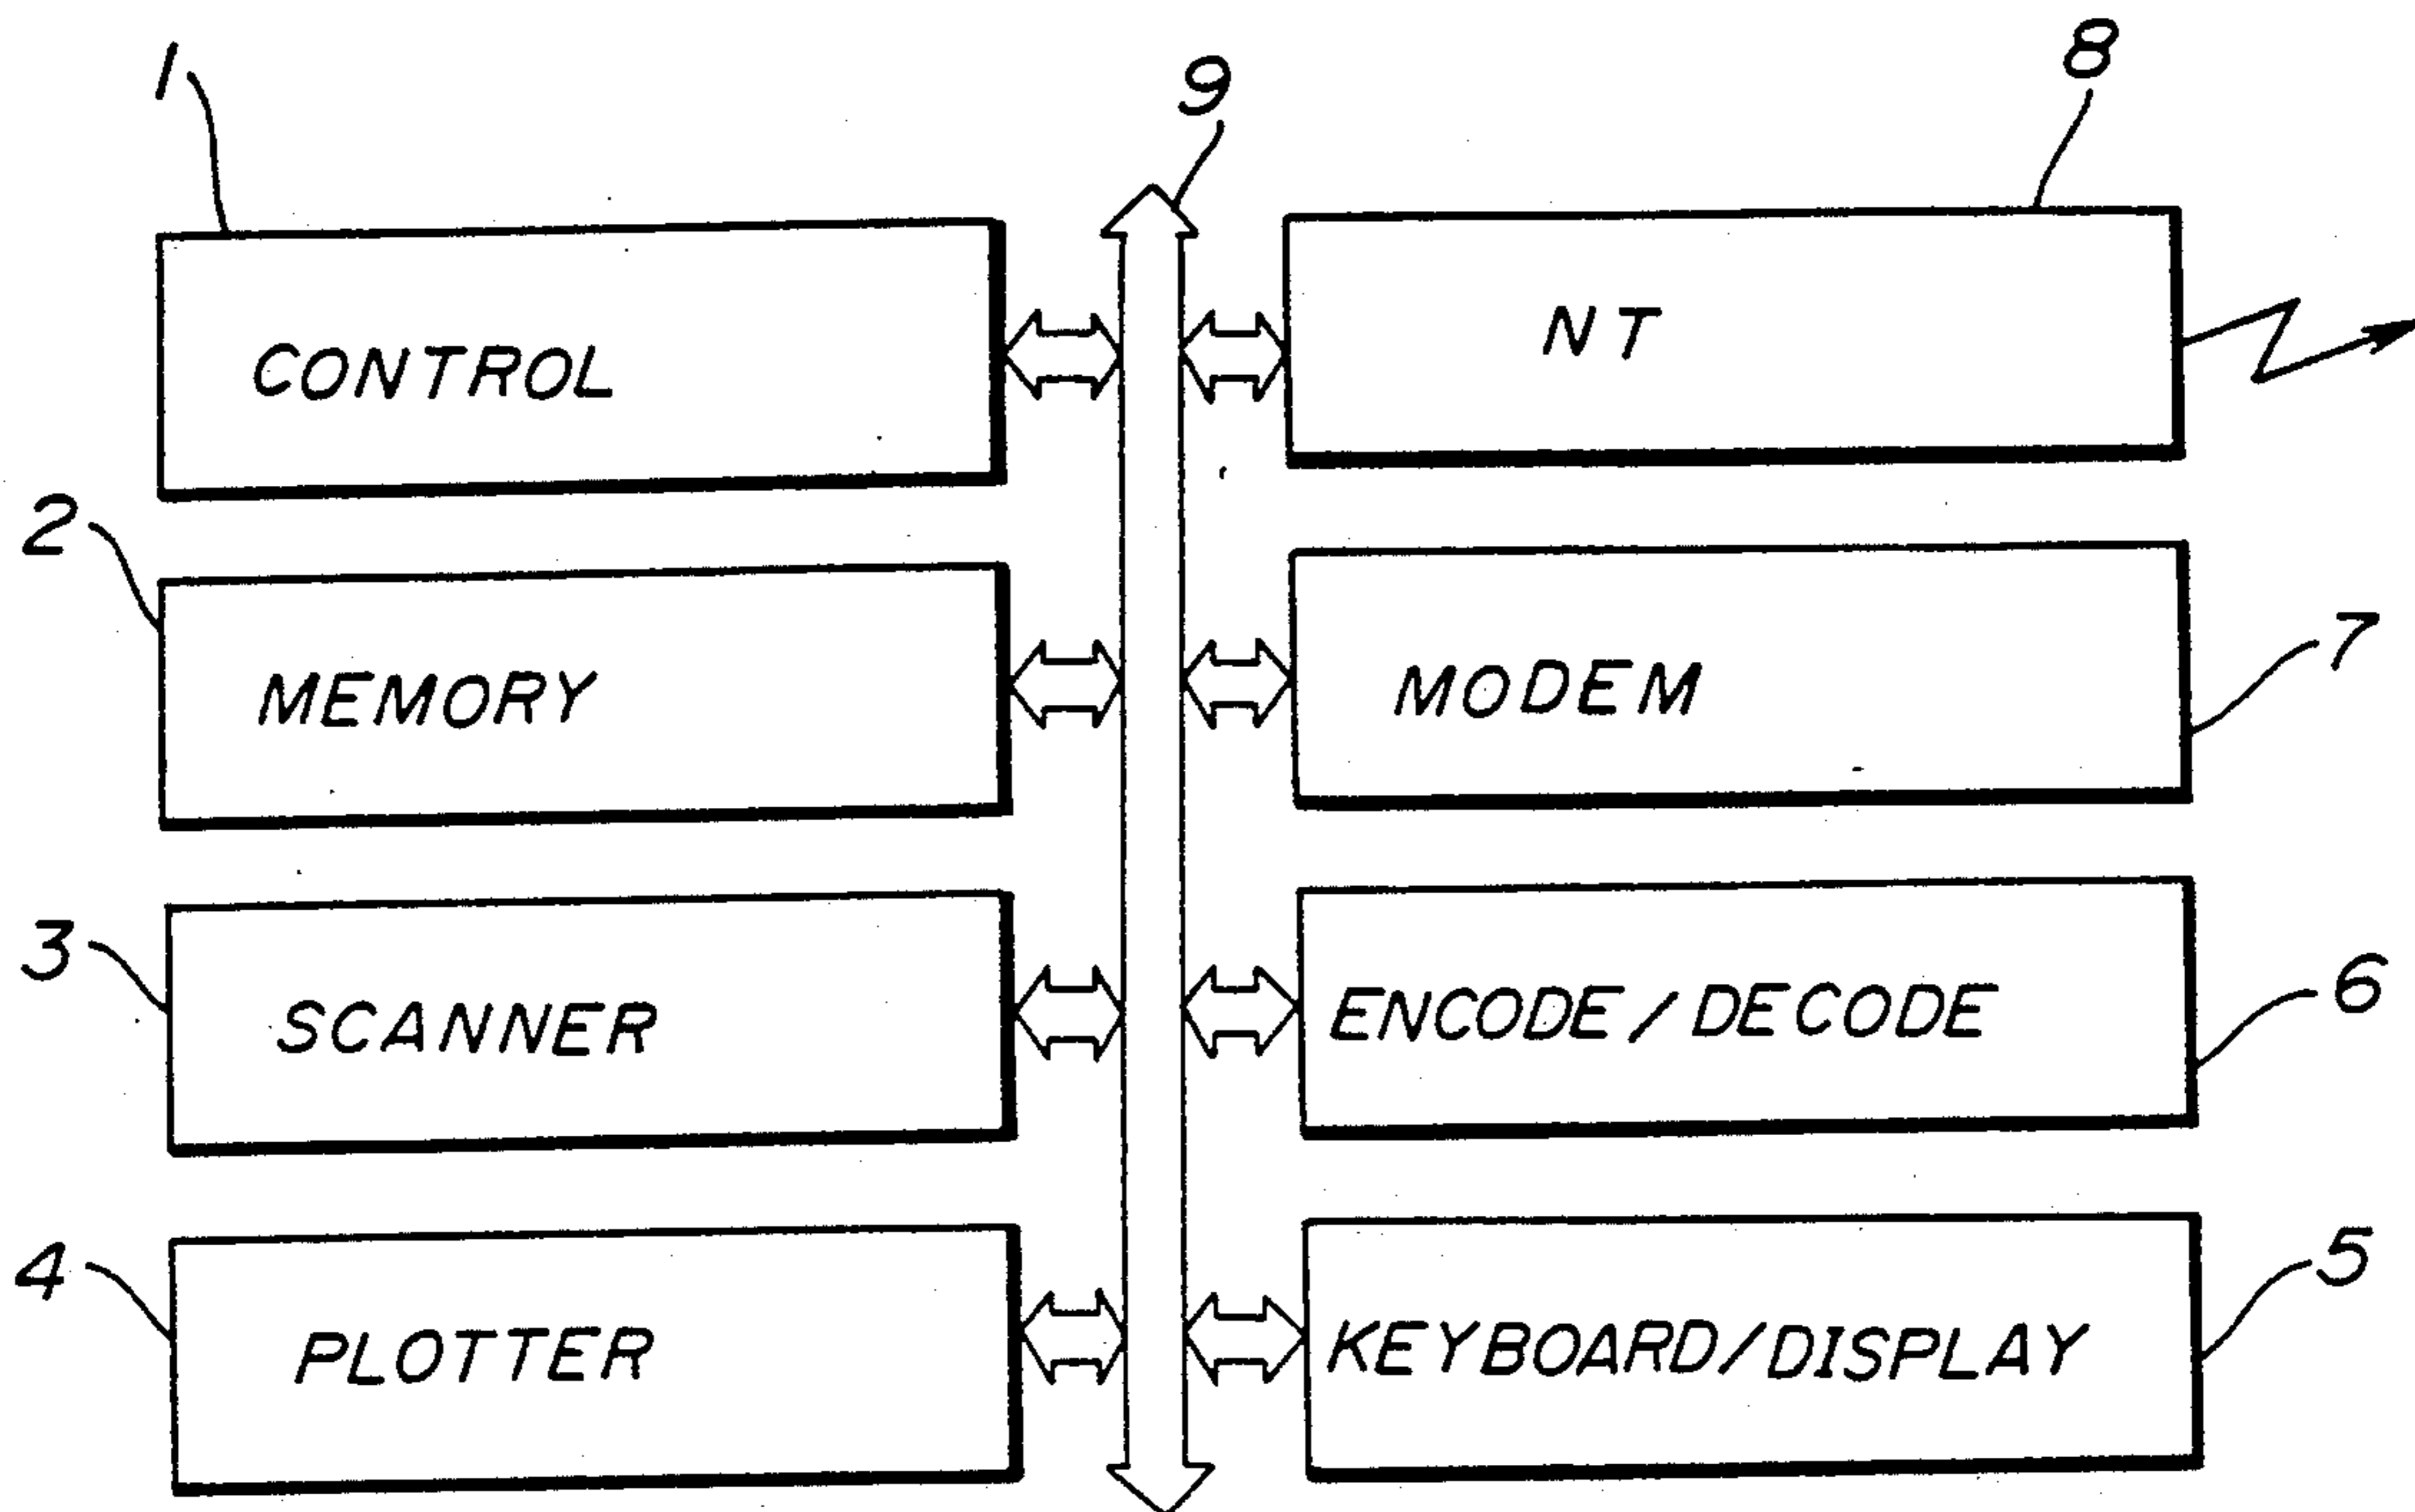 1
9
8
CONTROL
NT
2
MEMORY
MODEM
7
3
SCANNER
ENCODE/DECODE
6
4
PLOTTER
KEYBOARD/DISPLAY
5